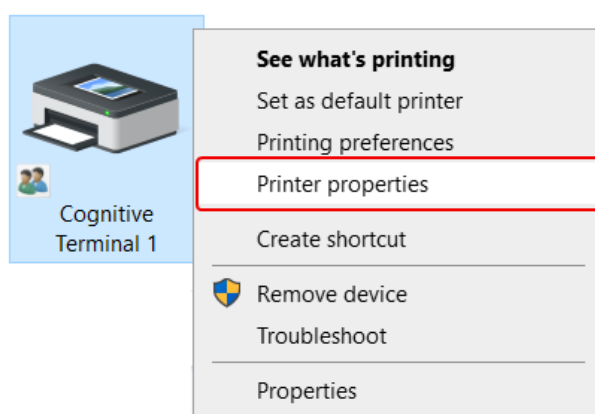 Cognitive
Terminal 1
See what's printing
Set as default printer
Printing preferences
Printer properties
Create shortcut
Remove device
Troubleshoot
Properties